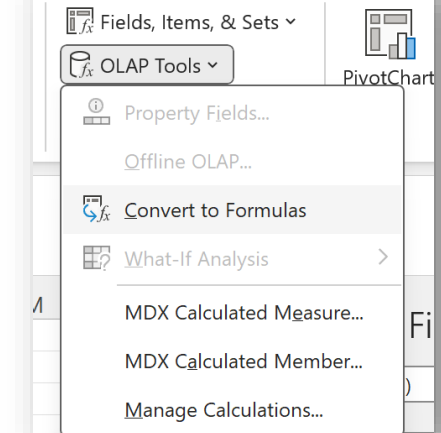 Fields, Items, & Sets
OLAP Tools
PivotChart
Property Fields...
Offline OLAP...
Convert to Formulas
What-If Analysis
MDX Calculated Measure...
M
Fi
MDX Calculated Member...
)
Manage Calculations...